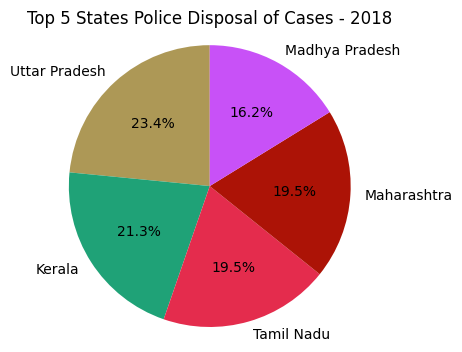 Top 5 States Police Disposal of Cases - 2018
Madhya Pradesh
Uttar Pradesh
16.2%
23.4%
19.5%
Maharashtra
21.3%
19.5%
Kerala
Tamil Nadu